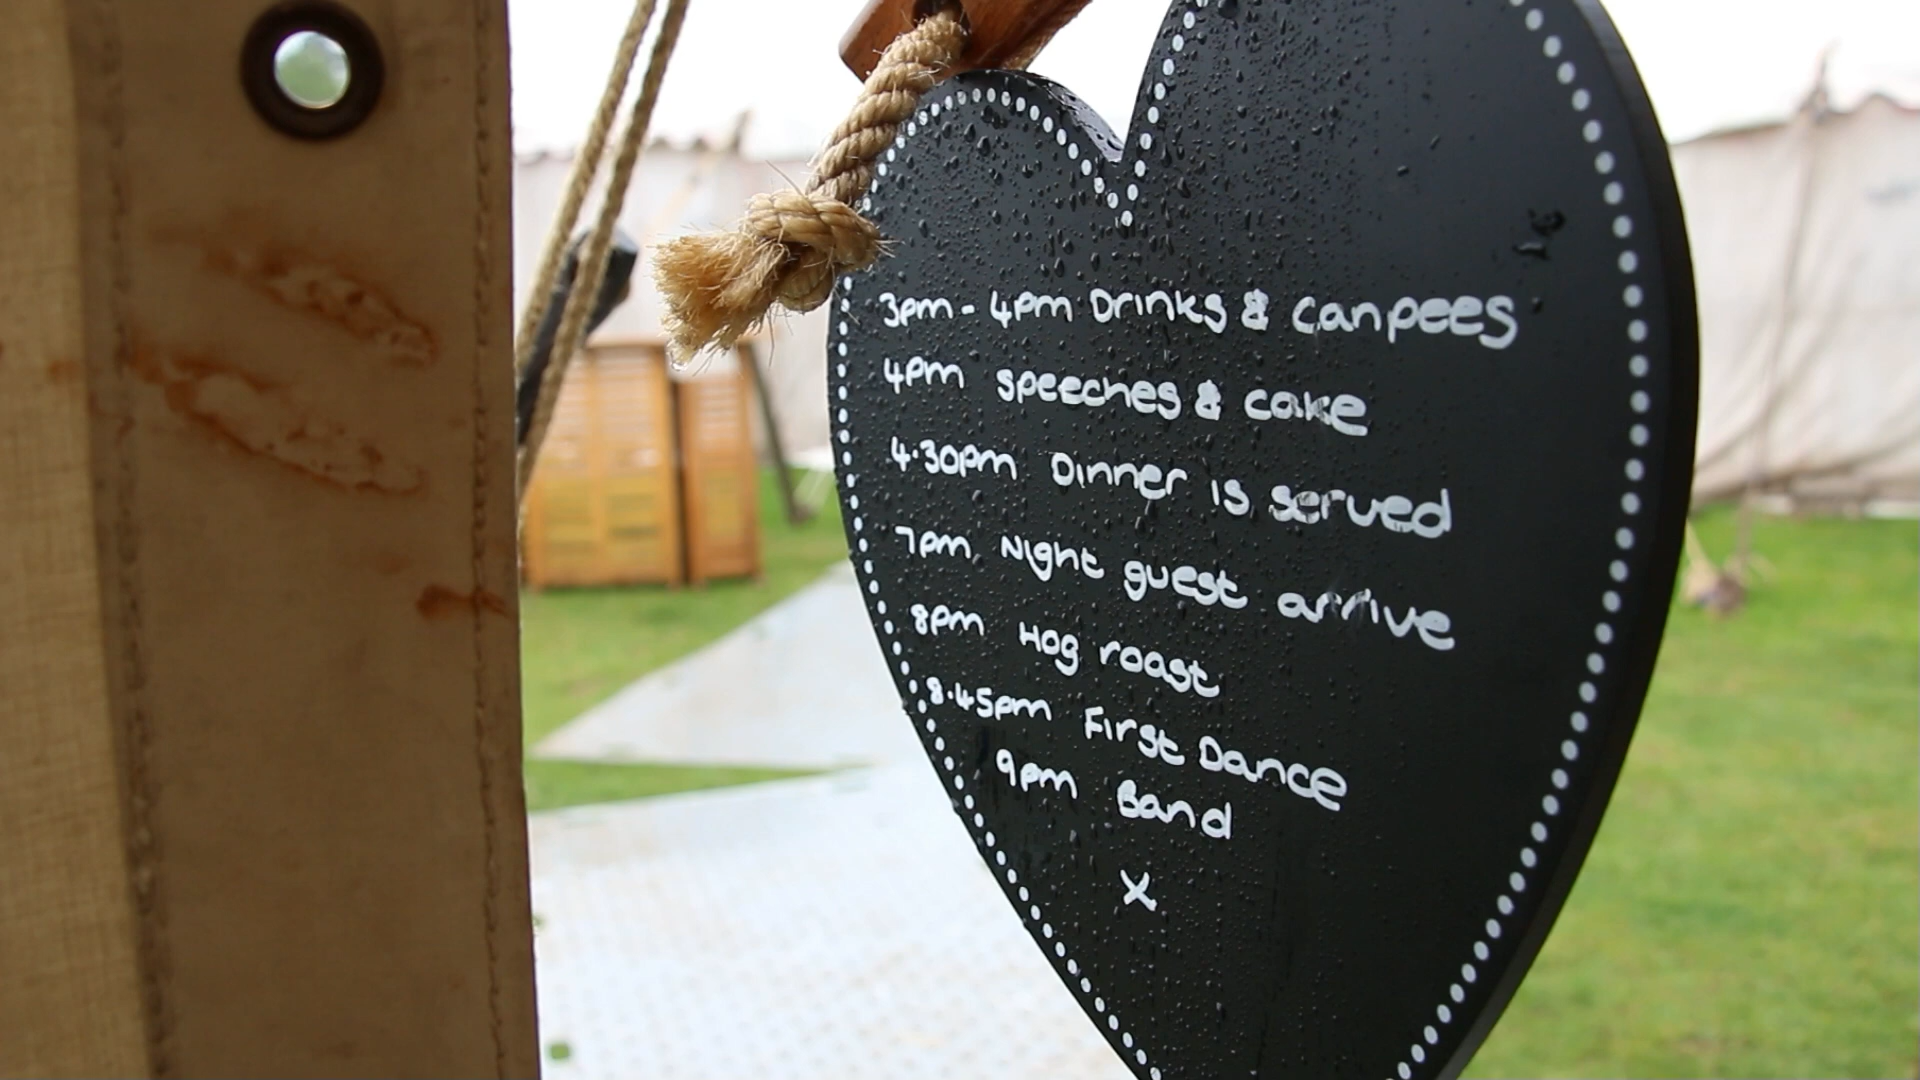 3pm - 4pm Drinks & Canpees
4pm speeches & cake
4.30pm Dinner is served
7pm Night guest arrive
8pm Hog roast
8.45pm First Dance
9pm Band
X